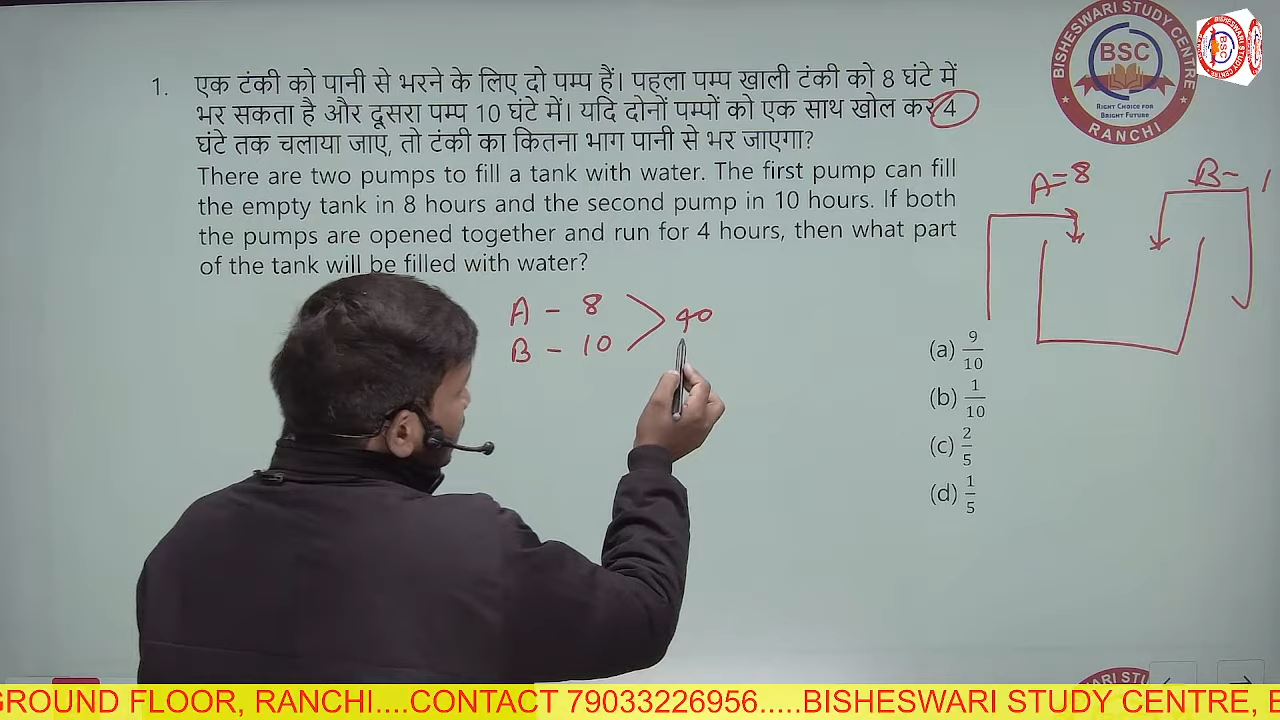 1. एक टंकी को पानी से भरने के लिए दो पम्प हैं। पहला पम्प खाली टंकी को 8 घंटे में
भर सकता है और दूसरा पम्प 10 घंटे में। यदि दोनों पम्पों को एक साथ खोल कर 4
घंटे तक चलाया जाए, तो टंकी का कितना भाग पानी से भर जाएगा?
There are two pumps to fill a tank with water. The first pump can fill
the empty tank in 8 hours and the second pump in 10 hours. If both
the pumps are opened together and run for 4 hours, then what part
of the tank will be filled with water?
A - 8
B - 10
40
A=8
B- 1
(a) 9/10
(b) 1/10
(c) 2/5
(d) 1/5
BISHESWARI STUDY CENTRE
BSC
RIGHT CHOICE for
BRIGHT FUTURE
RANCHI
GROUND FLOOR, RANCHI....CONTACT 79033226956.....BISHESWARI STUDY CENTRE, B